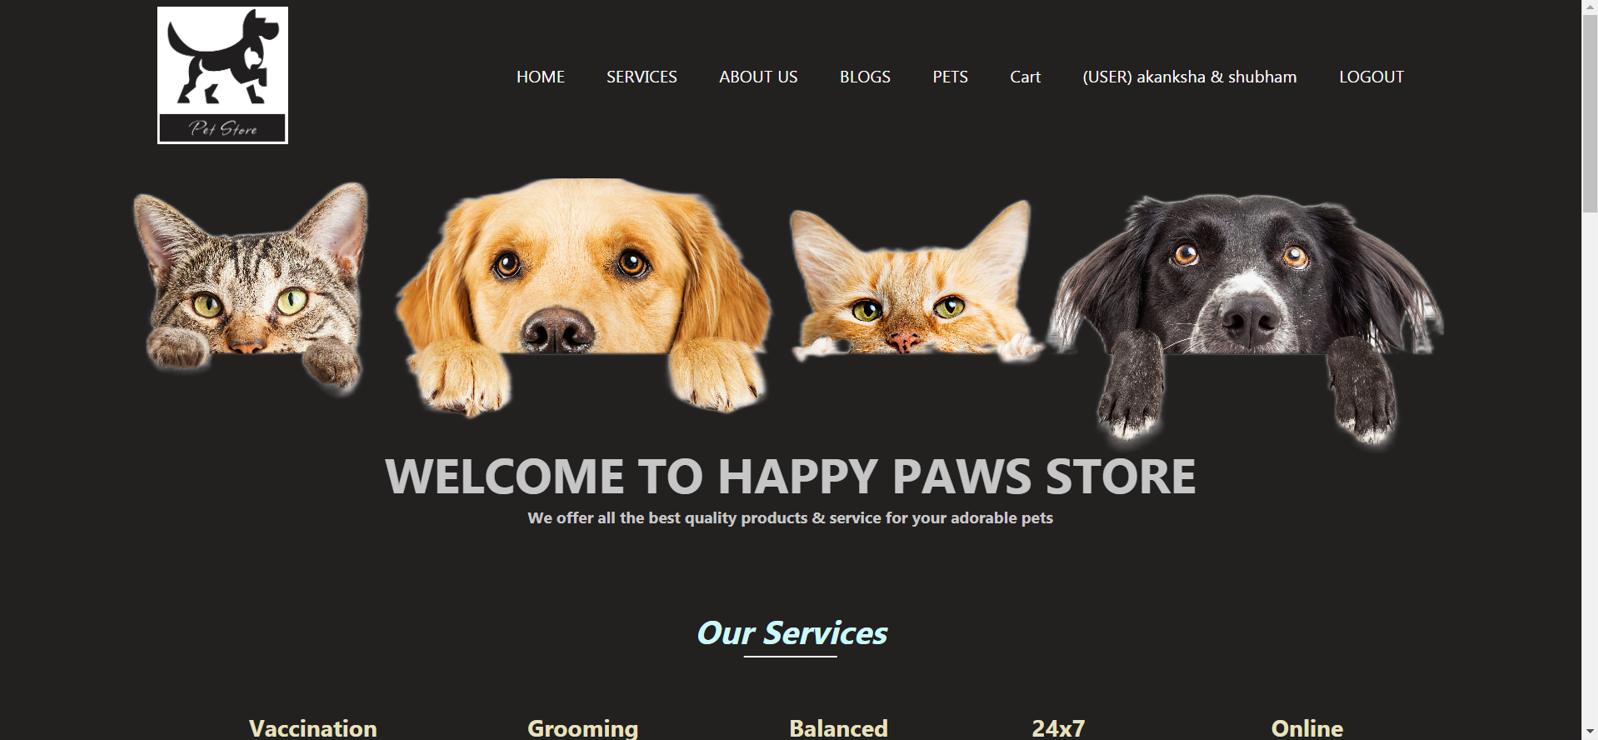 Pet Store
HOME SERVICES ABOUT US BLOGS PETS Cart (USER) akanksha & shubham LOGOUT
WELCOME TO HAPPY PAWS STORE
We offer all the best quality products & service for your adorable pets
Our Services
Vaccination Grooming Balanced 24x7 Online